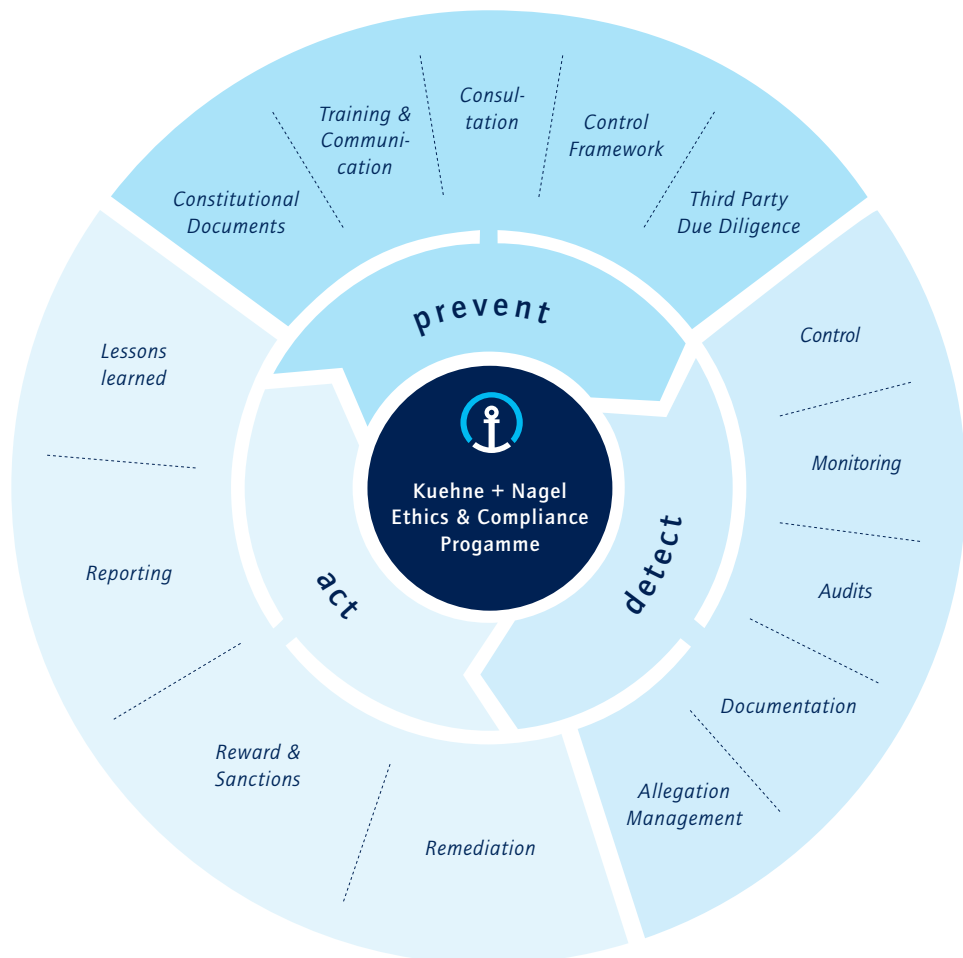 Consul-
tation
Training &
Communi-
cation
Control
Framework
Constitutional
Documents
Third Party
Due Diligence
prevent
Control
Lessons
learned
Monitoring
Kuehne + Nagel
Ethics & Compliance
Progamme
detect
act
Reporting
Audits
Documentation
Reward &
Sanctions
Allegation
Management
Remediation